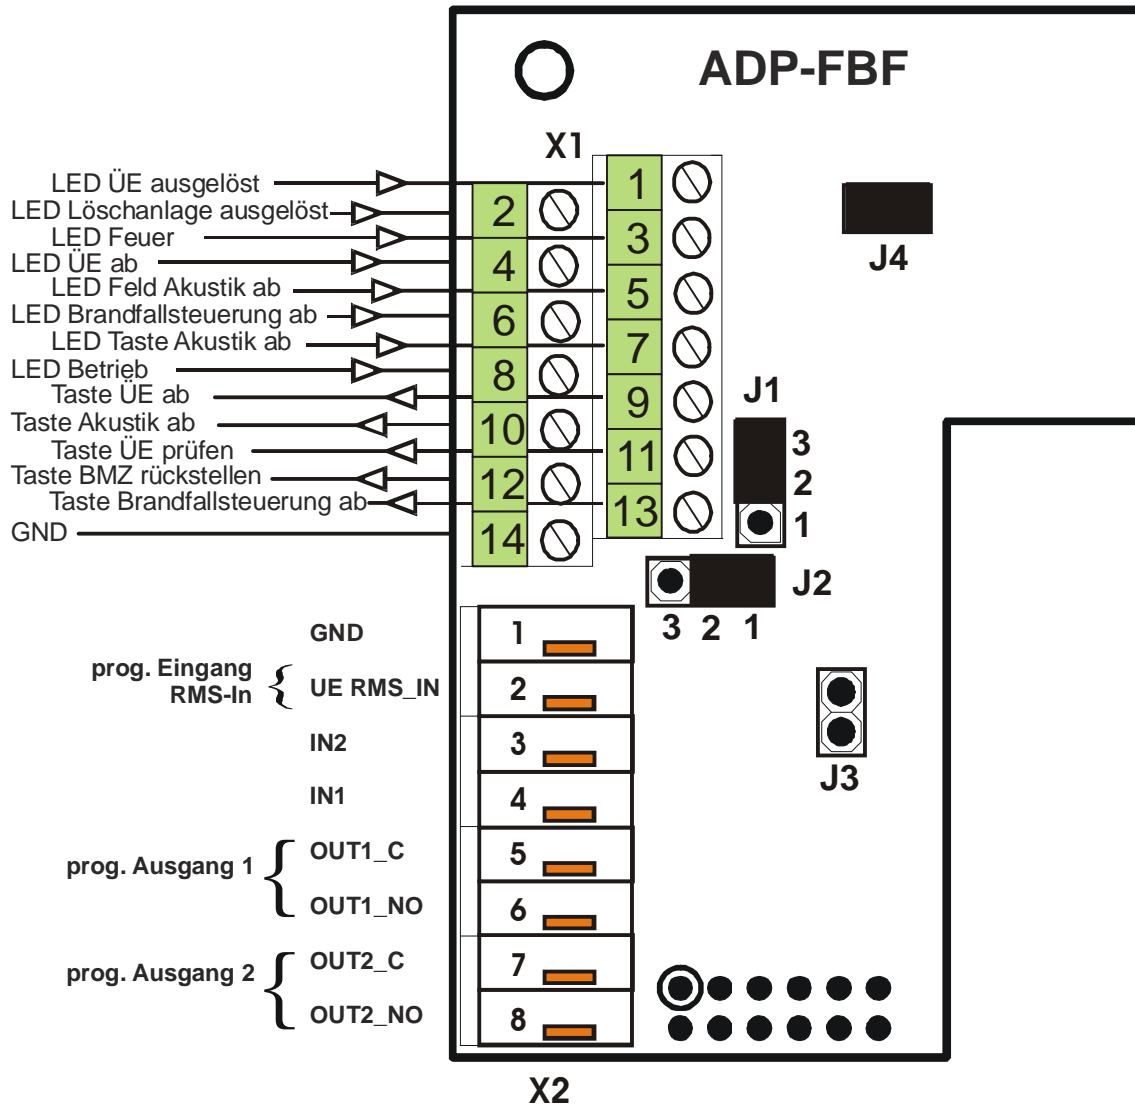 ADP-FBF
X1
LED ÜE ausgelöst
1
LED Löschanlage ausgelöst
2
LED Feuer
3
LED ÜE ab
4
LED Feld Akustik ab
5
LED Brandfallsteuerung ab
6
LED Taste Akustik ab
7
LED Betrieb
8
Taste ÜE ab
9
Taste Akustik ab
10
Taste ÜE prüfen
11
Taste BMZ rückstellen
12
Taste Brandfallsteuerung ab
13
GND
14
J4
J1
3
2
1
J2
3 2 1
J3
GND
1
prog. Eingang
RMS-In
UE RMS_IN
2
IN2
3
IN1
4
prog. Ausgang 1
OUT1_C
5
OUT1_NO
6
prog. Ausgang 2
OUT2_C
7
OUT2_NO
8
X2